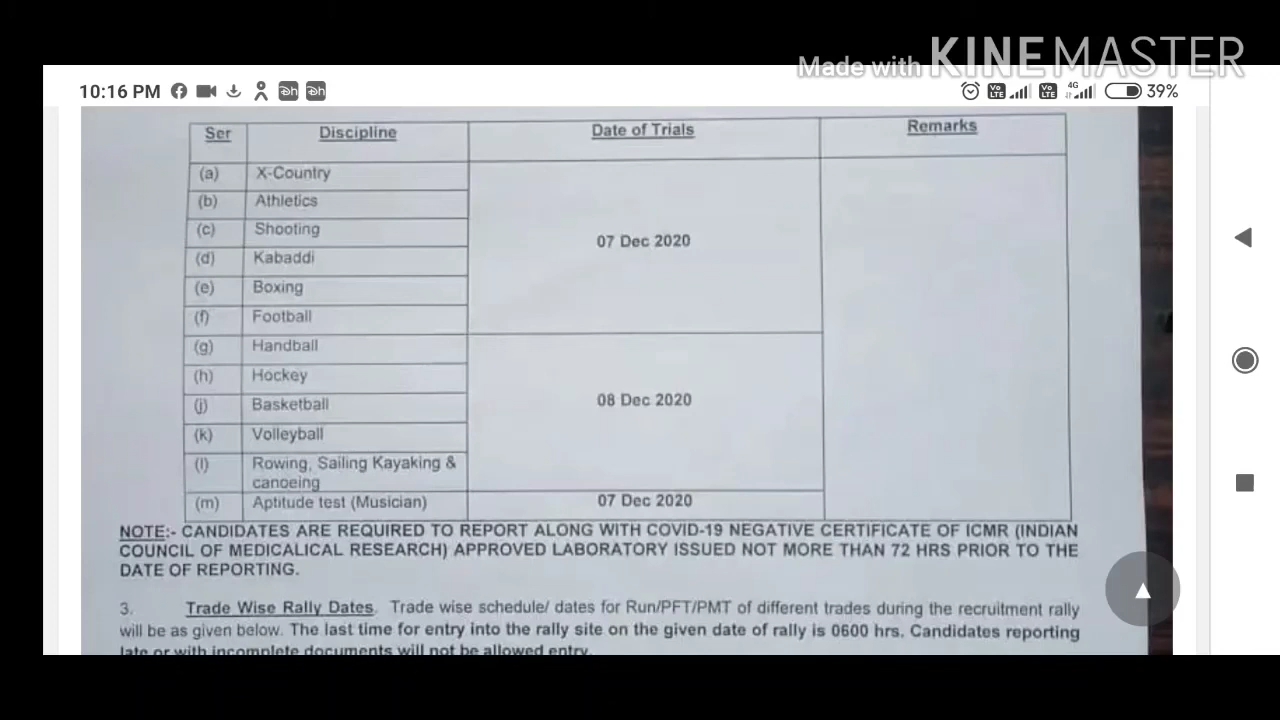 Made with KINEMASTER
10:16 PM
Vo LTE Vo LTE 4G 39%
Ser Discipline Date of Trials Remarks
(a) X-Country
(b) Athletics
(c) Shooting
(d) Kabaddi
07 Dec 2020
(e) Boxing
(f) Football
(g) Handball
(h) Hockey
08 Dec 2020
(j) Basketball
(k) Volleyball
(l) Rowing, Sailing Kayaking &
canoeing
(m) Aptitude test (Musician) 07 Dec 2020
NOTE:- CANDIDATES ARE REQUIRED TO REPORT ALONG WITH COVID-19 NEGATIVE CERTIFICATE OF ICMR (INDIAN
COUNCIL OF MEDICALICAL RESEARCH) APPROVED LABORATORY ISSUED NOT MORE THAN 72 HRS PRIOR TO THE
DATE OF REPORTING.
3. Trade Wise Rally Dates. Trade wise schedule/ dates for Run/PFT/PMT of different trades during the recruitment rally
will be as given below. The last time for entry into the rally site on the given date of rally is 0600 hrs. Candidates reporting
late or with incomplete documents will not be allowed entry.